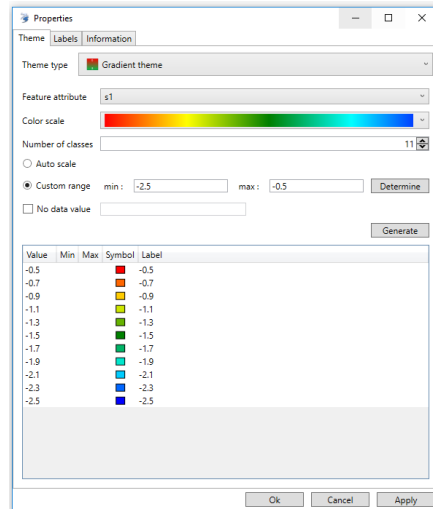 Properties
Theme Labels Information
Theme type Gradient theme
Feature attribute s1
Color scale
Number of classes 11
Auto scale
Custom range min : -2.5 max : -0.5 Determine
No data value
Generate
Value Min Max Symbol Label
-0.5 -0.5
-0.7 -0.7
-0.9 -0.9
-1.1 -1.1
-1.3 -1.3
-1.5 -1.5
-1.7 -1.7
-1.9 -1.9
-2.1 -2.1
-2.3 -2.3
-2.5 -2.5
Ok Cancel Apply